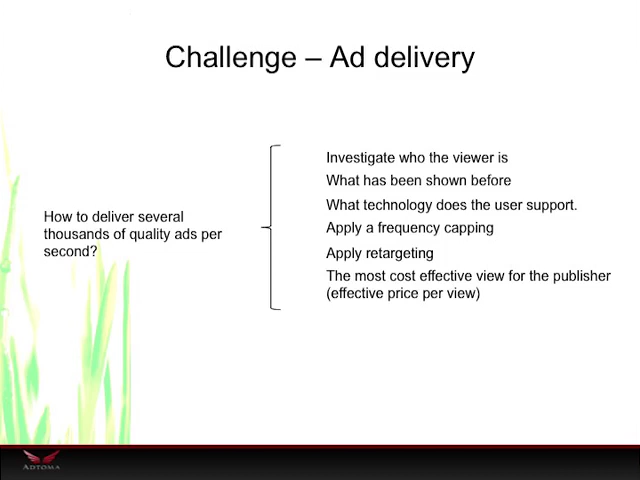 Challenge – Ad delivery
How to deliver several
thousands of quality ads per
second?
Investigate who the viewer is
What has been shown before
What technology does the user support.
Apply a frequency capping
Apply retargeting
The most cost effective view for the publisher
(effective price per view)
ADTOMA